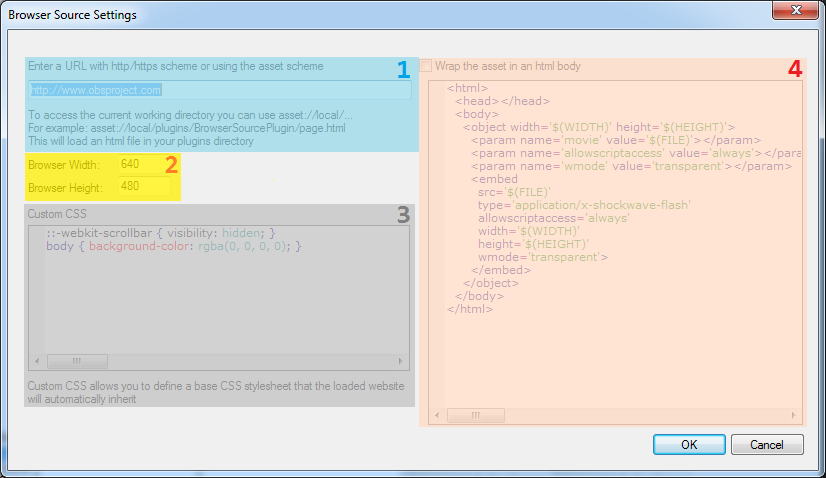 Browser Source Settings
Enter a URL with http/https scheme or using the asset scheme
1
http://www.obsproject.com
To access the current working directory you can use asset://local/...
For example: asset://local/plugins/BrowserSourcePlugin/page.html
This will load an html file in your plugins directory
Browser Width: 640
2
Browser Height: 480
Custom CSS
3
::-webkit-scrollbar { visibility: hidden; }
body { background-color: rgba(0, 0, 0, 0); }
Custom CSS allows you to define a base CSS stylesheet that the loaded website
will automatically inherit
Wrap the asset in an html body
4
<html>
<head></head>
<body>
<object width='$(WIDTH)' height='$(HEIGHT)'>
<param name='movie' value='$(FILE)'></param>
<param name='allowscriptaccess' value='always'></para
<param name='wmode' value='transparent'></param>
<embed
src='$(FILE)'
type='application/x-shockwave-flash'
allowscriptaccess='always'
width='$(WIDTH)'
height='$(HEIGHT)'
wmode='transparent'>
</embed>
</object>
</body>
</html>
OK
Cancel